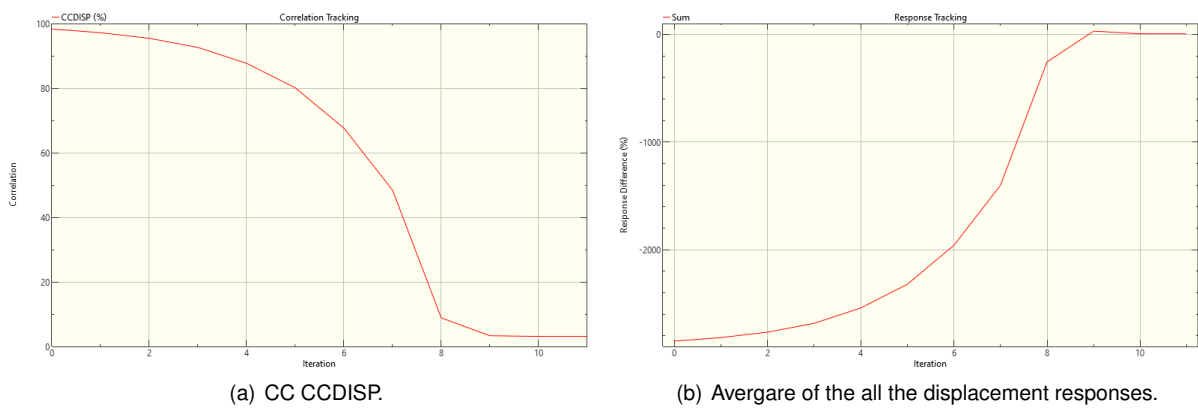 CCDISP (%)
Correlation Tracking
100
80
60
40
20
0
Correlation
0 2 4 6 8 10
Iteration
(a) CC CCDISP.
Sum
Response Tracking
0
-1000
-2000
Response Difference (%)
0 2 4 6 8 10
Iteration
(b) Avergare of the all the displacement responses.